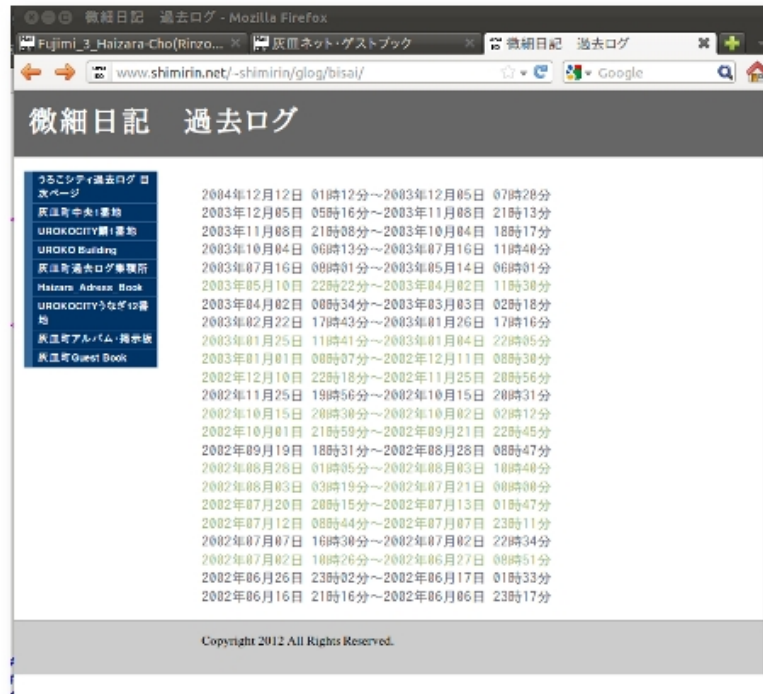 微細日記 過去ログ - Mozilla Firefox
Fujimi_3_Haizara-Cho(Rinzo...
灰皿ネット・ゲストブック
微細日記 過去ログ
www.shimirin.net/~shimirin/glog/bisai/
Google
微細日記 過去ログ
うろこシティ過去ログ 目
次ページ
灰皿町中央1番地
UROKOCITY鯛1番地
UROKO Building
灰皿町過去ログ事務所
Haizara Adress Book
UROKOCITYうなぎ12番
地
灰皿町アルバム・掲示板
灰皿町Guest Book
2004年12月12日 01時12分～2003年12月05日 07時28分
2003年12月05日 05時16分～2003年11月08日 21時13分
2003年11月08日 21時08分～2003年10月04日 18時17分
2003年10月04日 06時13分～2003年07月16日 11時40分
2003年07月16日 08時01分～2003年05月14日 06時01分
2003年05月10日 22時22分～2003年04月02日 11時30分
2003年04月02日 00時34分～2003年03月03日 02時18分
2003年02月22日 17時43分～2003年01月26日 17時16分
2003年01月25日 11時41分～2003年01月04日 22時05分
2003年01月01日 00時07分～2002年12月11日 08時30分
2002年12月10日 22時18分～2002年11月25日 20時56分
2002年11月25日 19時56分～2002年10月15日 20時31分
2002年10月15日 20時30分～2002年10月02日 02時12分
2002年10月01日 21時59分～2002年09月21日 22時45分
2002年09月19日 18時31分～2002年08月28日 08時47分
2002年08月28日 01時05分～2002年08月03日 10時40分
2002年08月03日 03時19分～2002年07月21日 00時00分
2002年07月20日 20時15分～2002年07月13日 01時47分
2002年07月12日 08時44分～2002年07月07日 23時11分
2002年07月07日 16時30分～2002年07月02日 22時34分
2002年07月02日 10時26分～2002年06月27日 08時51分
2002年06月26日 23時02分～2002年06月17日 01時33分
2002年06月16日 21時16分～2002年06月06日 23時17分
Copyright 2012 All Rights Reserved.